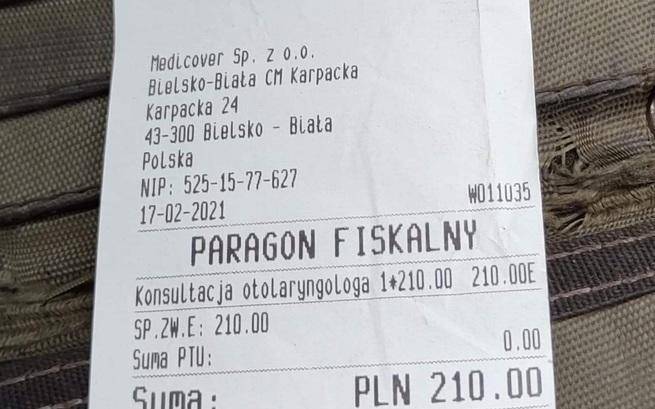 Medicover Sp. z o.o.
Bielsko-Biała CM Karpacka
Karpacka 24
43-300 Bielsko - Biała
Polska
NIP: 525-15-77-627
17-02-2021 W011035
PARAGON FISKALNY
Konsultacja otolaryngologa 1*210.00 210.00E
SP.ZW.E: 210.00
Suma PTU: 0.00
Suma: PLN 210.00